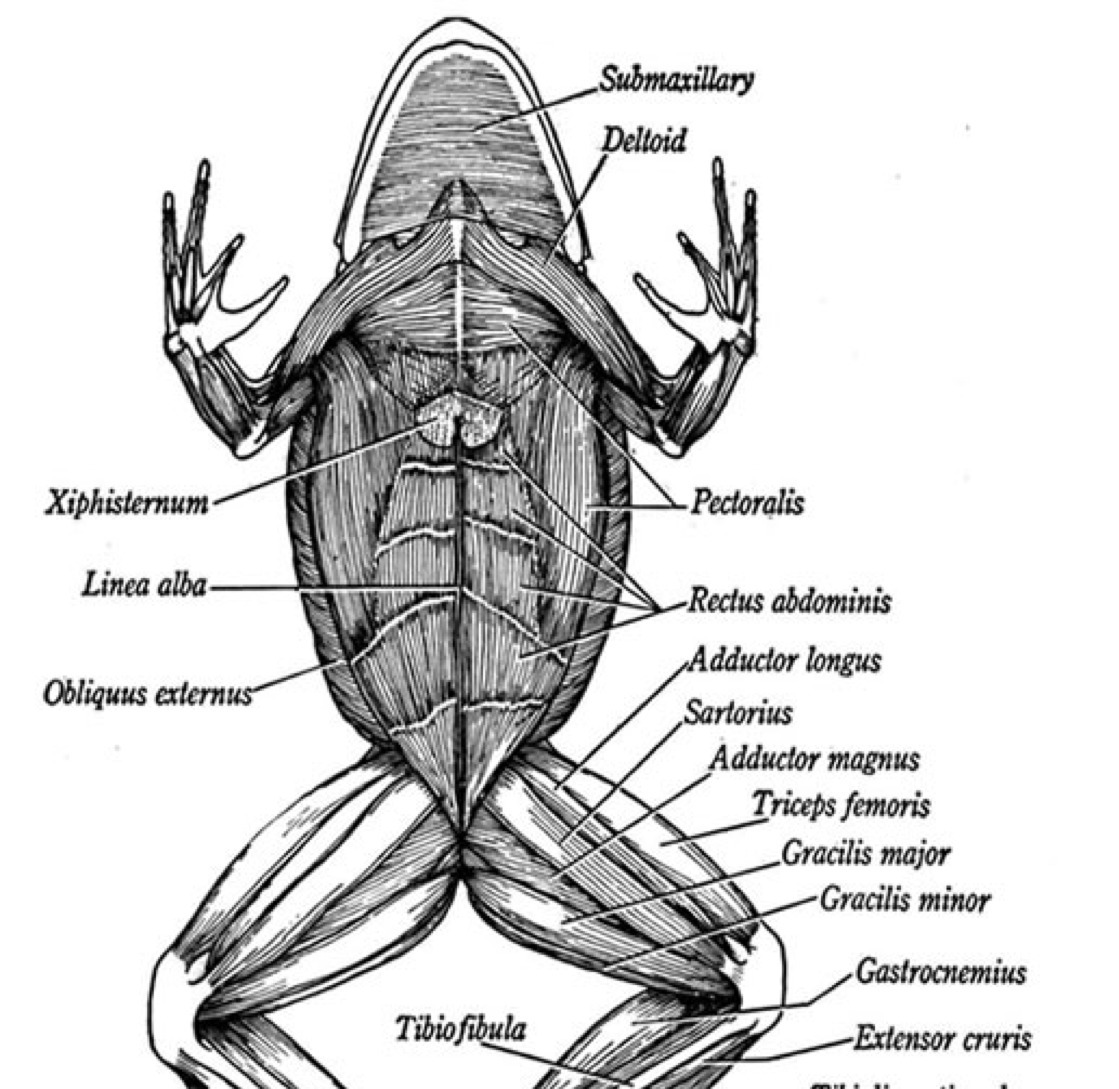 Submaxillary
Deltoid
Xiphisternum
Pectoralis
Linea alba
Rectus abdominis
Adductor longus
Obliquus externus
Sartorius
Adductor magnus
Triceps femoris
Gracilis major
Gracilis minor
Gastrocnemius
Tibiofibula
Extensor cruris